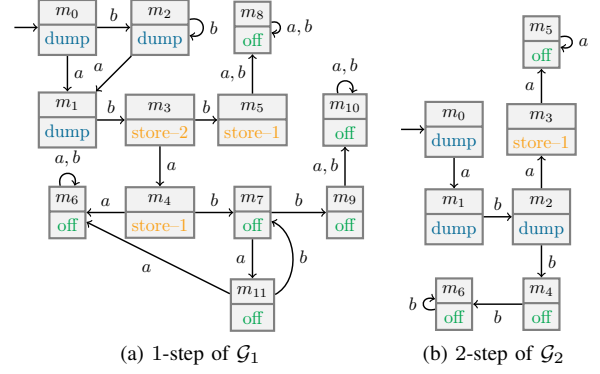 m₀ b m₂ b m₈ a, b m₅ a
dump dump off off
a a a, b a
m₁ b m₃ b m₅ m₁₀ a, b m₀ m₃
dump store–2 store–1 off dump store–1
a a, b a a
a, b m₆ a m₄ b m₇ b m₉ m₁ b m₂
off store–1 off off dump dump
a a b b
m₁₁ b m₆ b m₄
off off off
(a) 1-step of 𝒢₁ (b) 2-step of 𝒢₂